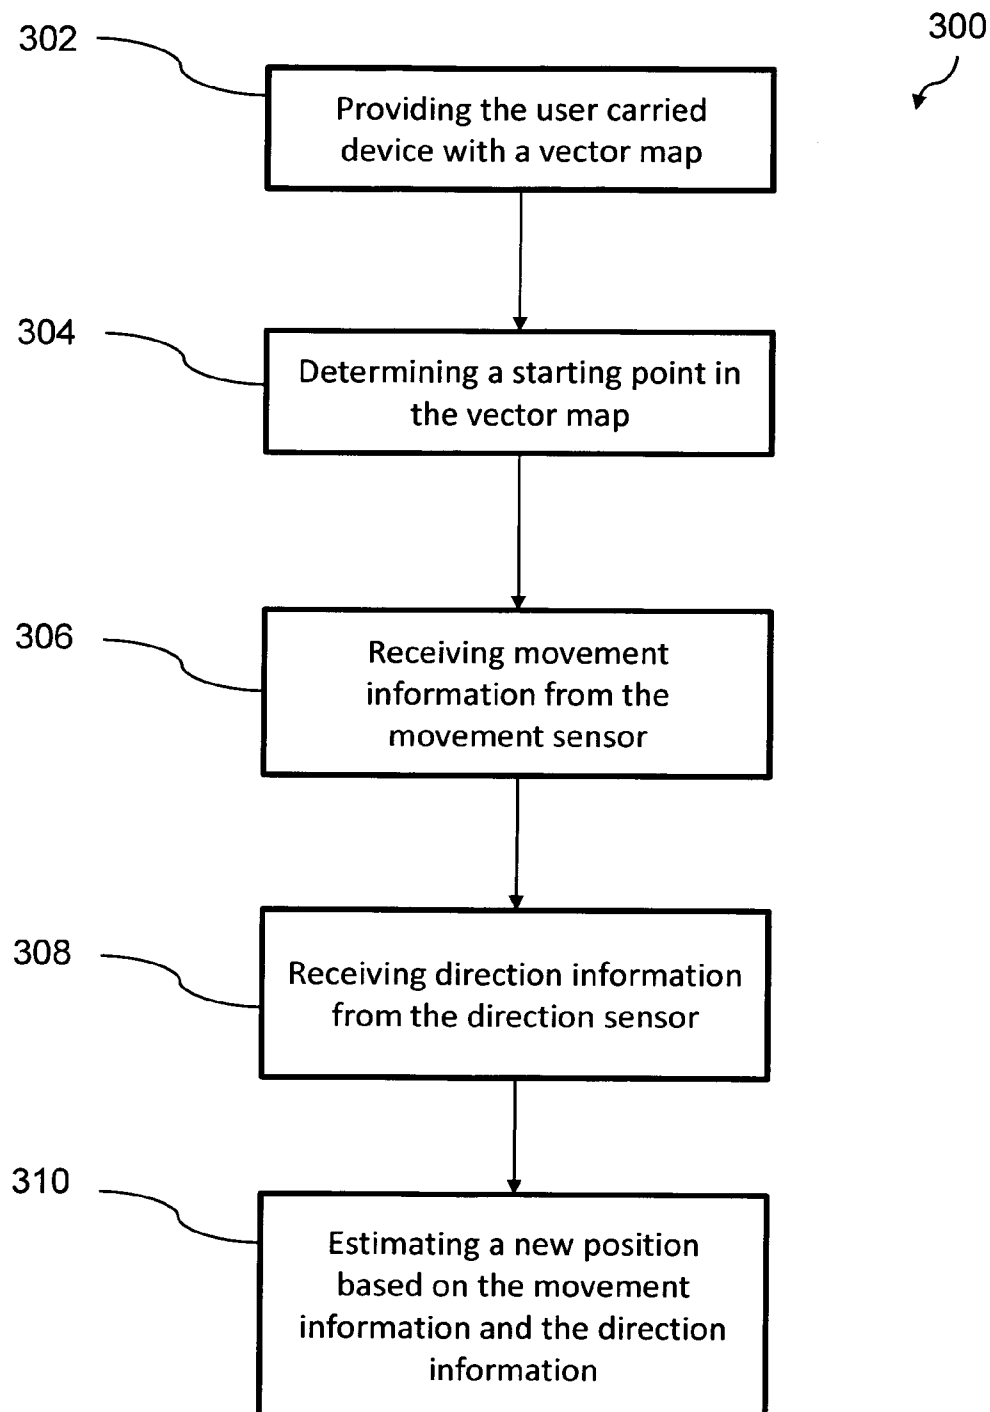 300
302
Providing the user carried
device with a vector map
304
Determining a starting point in
the vector map
306
Receiving movement
information from the
movement sensor
308
Receiving direction information
from the direction sensor
310
Estimating a new position
based on the movement
information and the direction
information